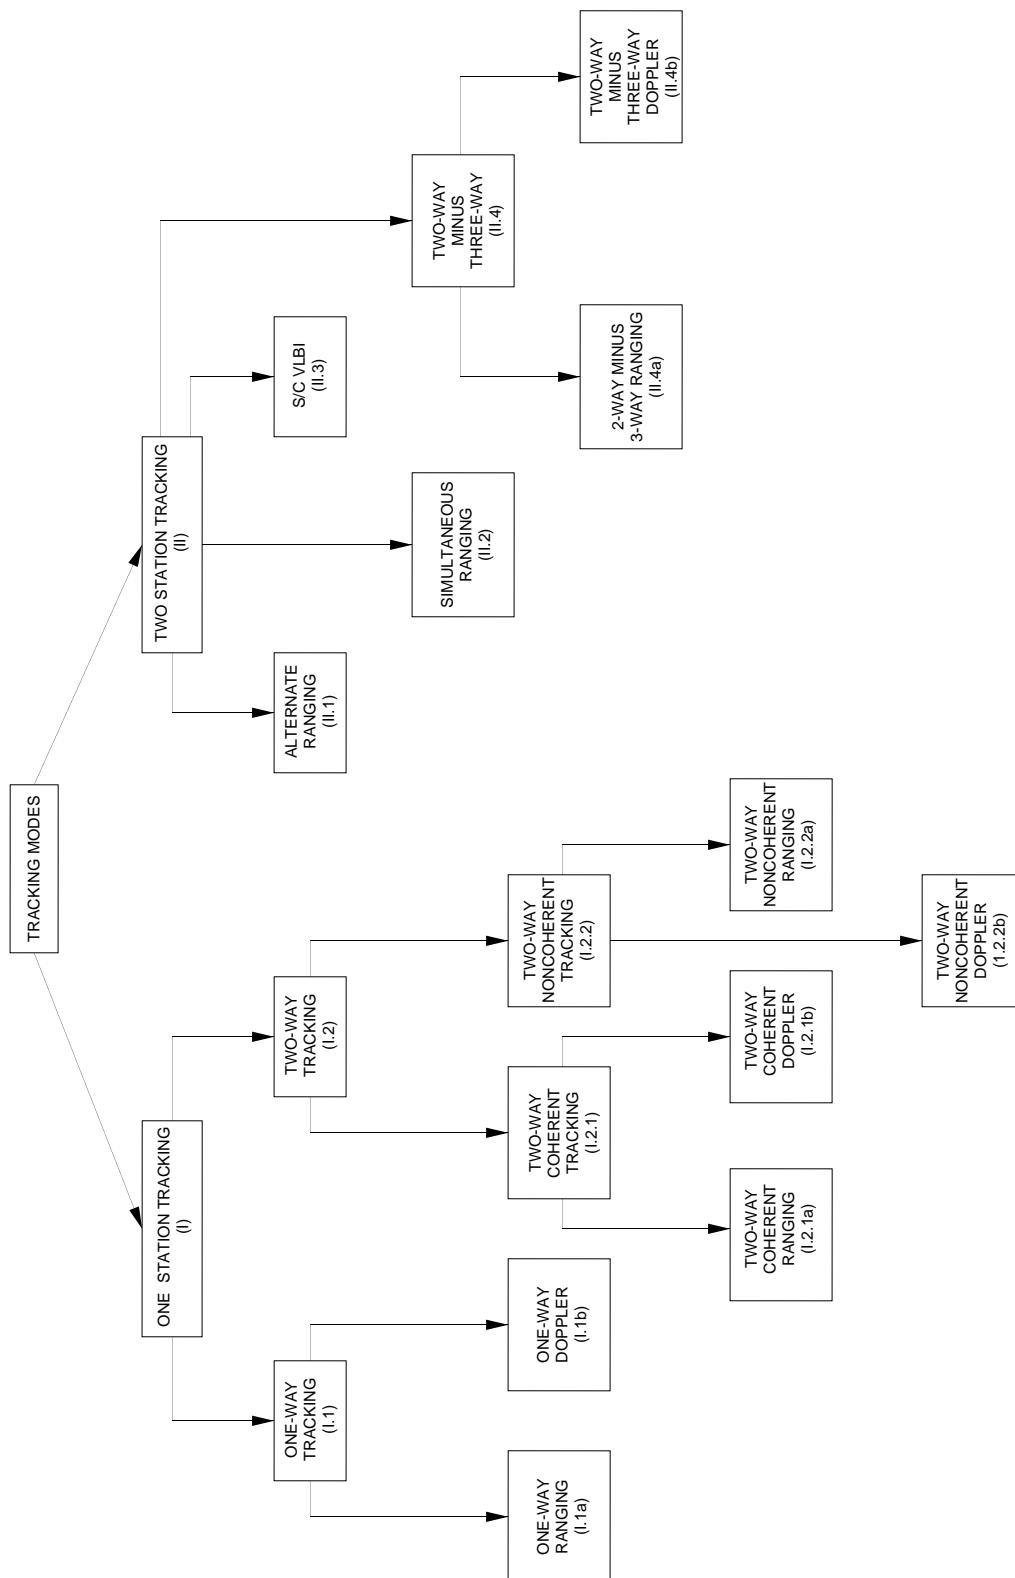 TRACKING MODES
ONE STATION TRACKING
(I)
TWO STATION TRACKING
(II)
ONE-WAY
TRACKING
(I.1)
TWO-WAY
TRACKING
(I.2)
ALTERNATE
RANGING
(II.1)
S/C VLBI
(II.3)
SIMULTANEOUS
RANGING
(II.2)
TWO-WAY
MINUS
THREE-WAY
(II.4)
ONE-WAY
RANGING
(I.1a)
ONE-WAY
DOPPLER
(I.1b)
TWO-WAY
COHERENT
TRACKING
(I.2.1)
TWO-WAY
NONCOHERENT
TRACKING
(I.2.2)
2-WAY MINUS
3-WAY RANGING
(II.4a)
TWO-WAY
MINUS
THREE-WAY
DOPPLER
(II.4b)
TWO-WAY
COHERENT
RANGING
(I.2.1a)
TWO-WAY
COHERENT
DOPPLER
(I.2.1b)
TWO-WAY
NONCOHERENT
RANGING
(I.2.2a)
TWO-WAY
NONCOHERENT
DOPPLER
(1.2.2b)